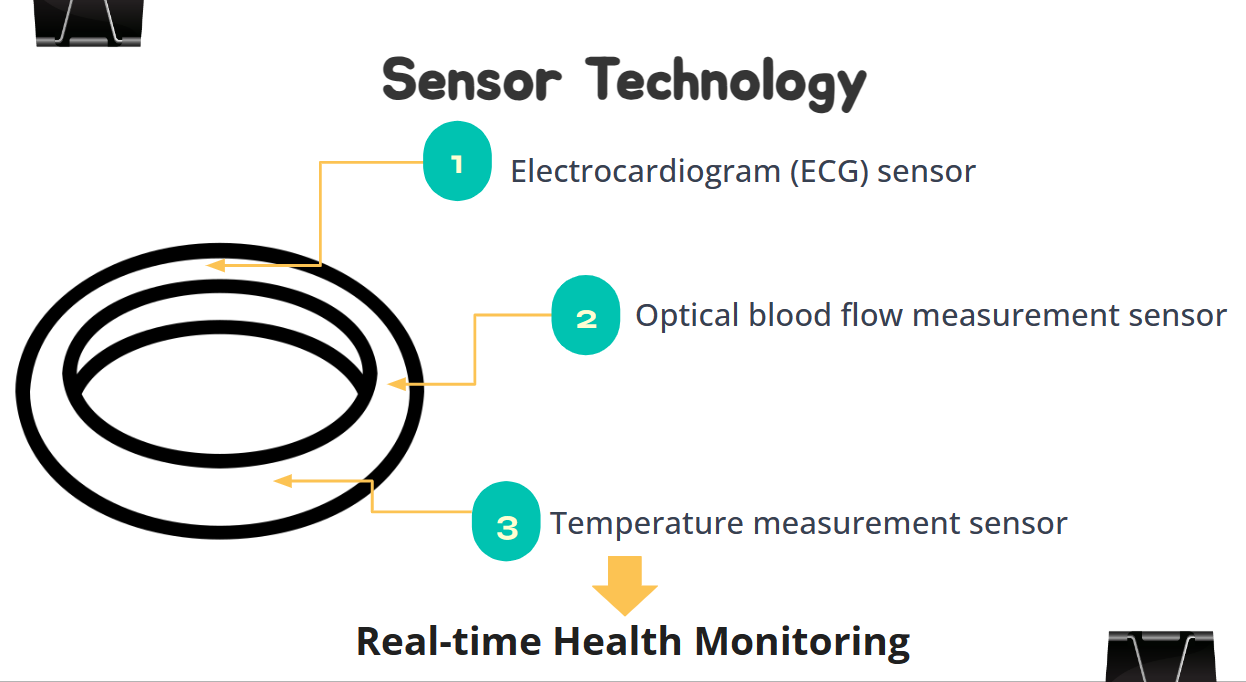 Sensor Technology
1
Electrocardiogram (ECG) sensor
2
Optical blood flow measurement sensor
3
Temperature measurement sensor
Real-time Health Monitoring